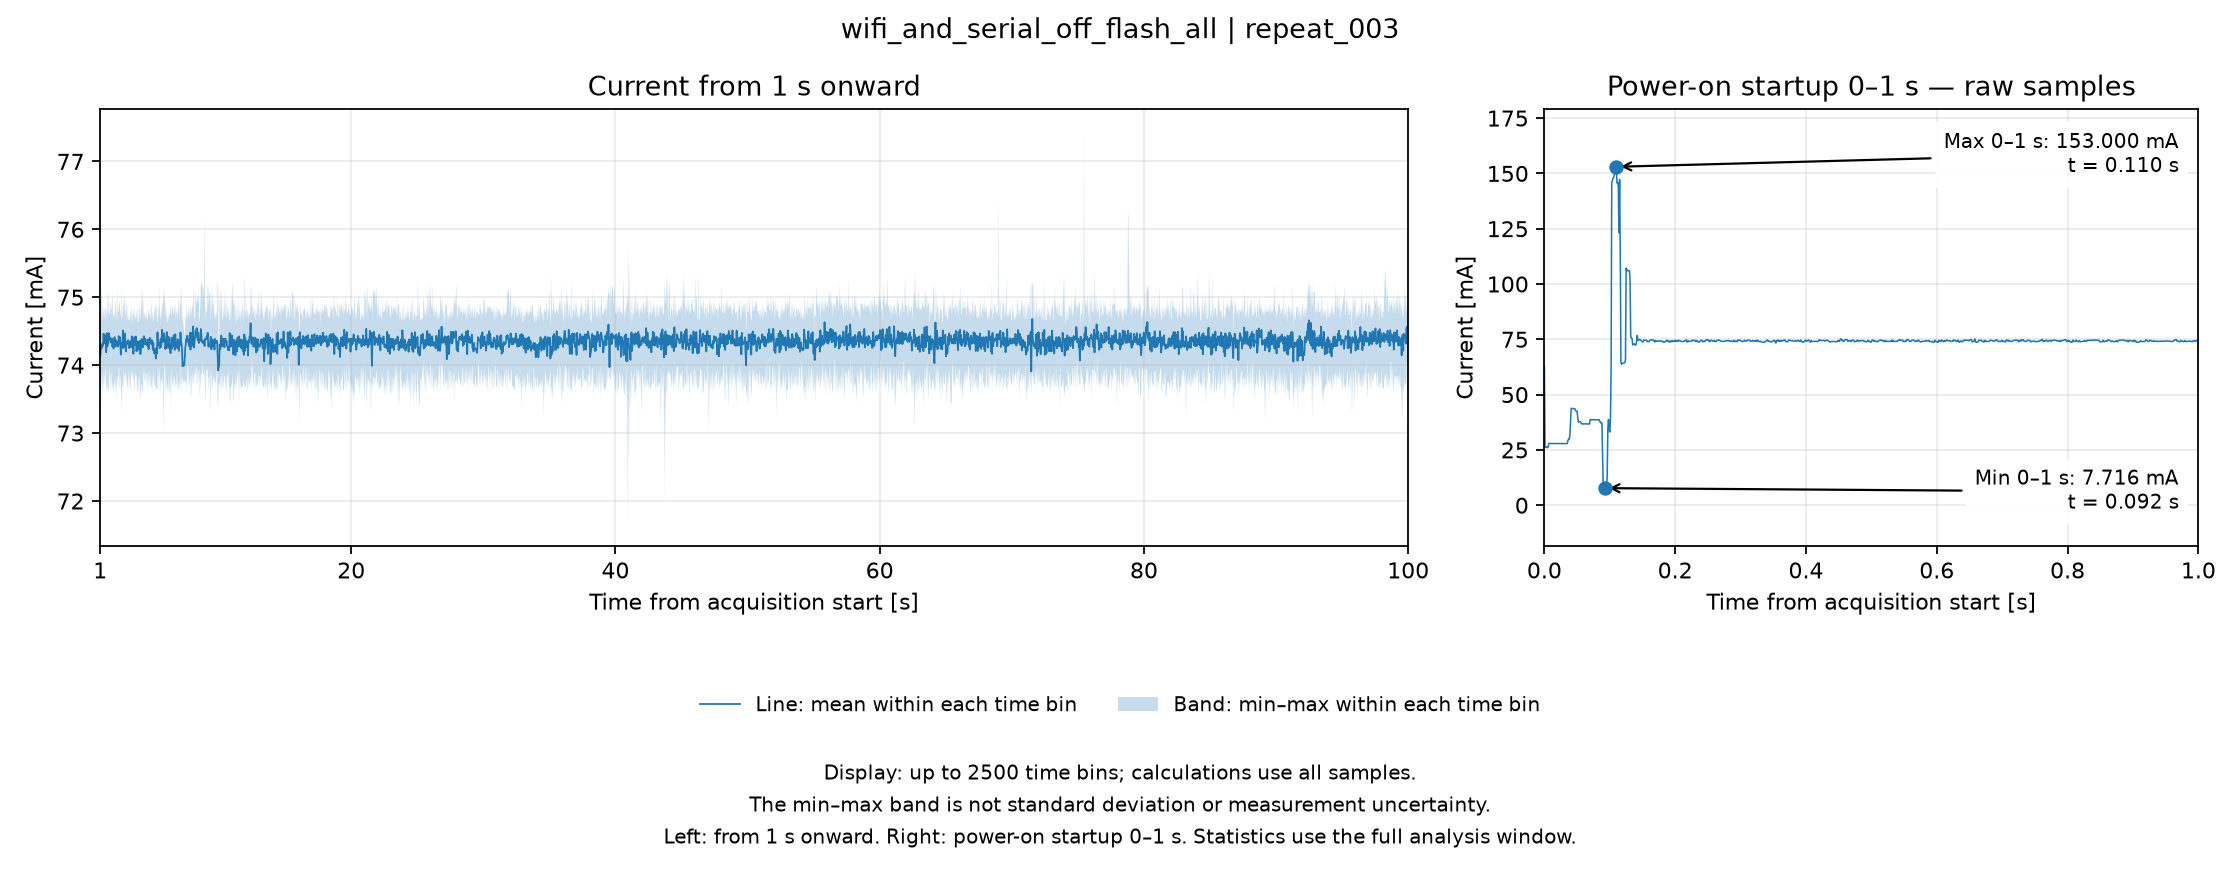 wifi_and_serial_off_flash_all | repeat_003
Current from 1 s onward
Current [mA]
77
76
75
74
73
72
1
20
40
60
80
100
Time from acquisition start [s]
Power-on startup 0–1 s — raw samples
Current [mA]
175
150
125
100
75
50
25
0
Max 0–1 s: 153.000 mA
t = 0.110 s
Min 0–1 s: 7.716 mA
t = 0.092 s
0.0
0.2
0.4
0.6
0.8
1.0
Time from acquisition start [s]
Line: mean within each time bin
Band: min–max within each time bin
Display: up to 2500 time bins; calculations use all samples.
The min–max band is not standard deviation or measurement uncertainty.
Left: from 1 s onward. Right: power-on startup 0–1 s. Statistics use the full analysis window.